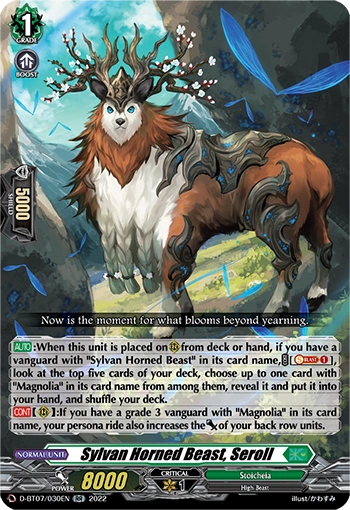 1
GRADE
BOOST
5000
SHIELD
Now is the moment for what blooms beyond yearning.
AUTO:When this unit is placed on from deck or hand, if you have a
vanguard with "Sylvan Horned Beast" in its card name, [BLAST 1],
look at the top five cards of your deck, choose up to one card with
"Magnolia" in its card name from among them, reveal it and put it into
your hand, and shuffle your deck.
CONT :If you have a grade 3 vanguard with "Magnolia" in its card
name, your persona ride also increases the of your back row units.
NORMAL UNIT
Sylvan Horned Beast, Seroll
POWER 8000
CRITICAL
1
Stoicheia
High Beast
D-BT07/030EN RR 2022
illust/かわすみ